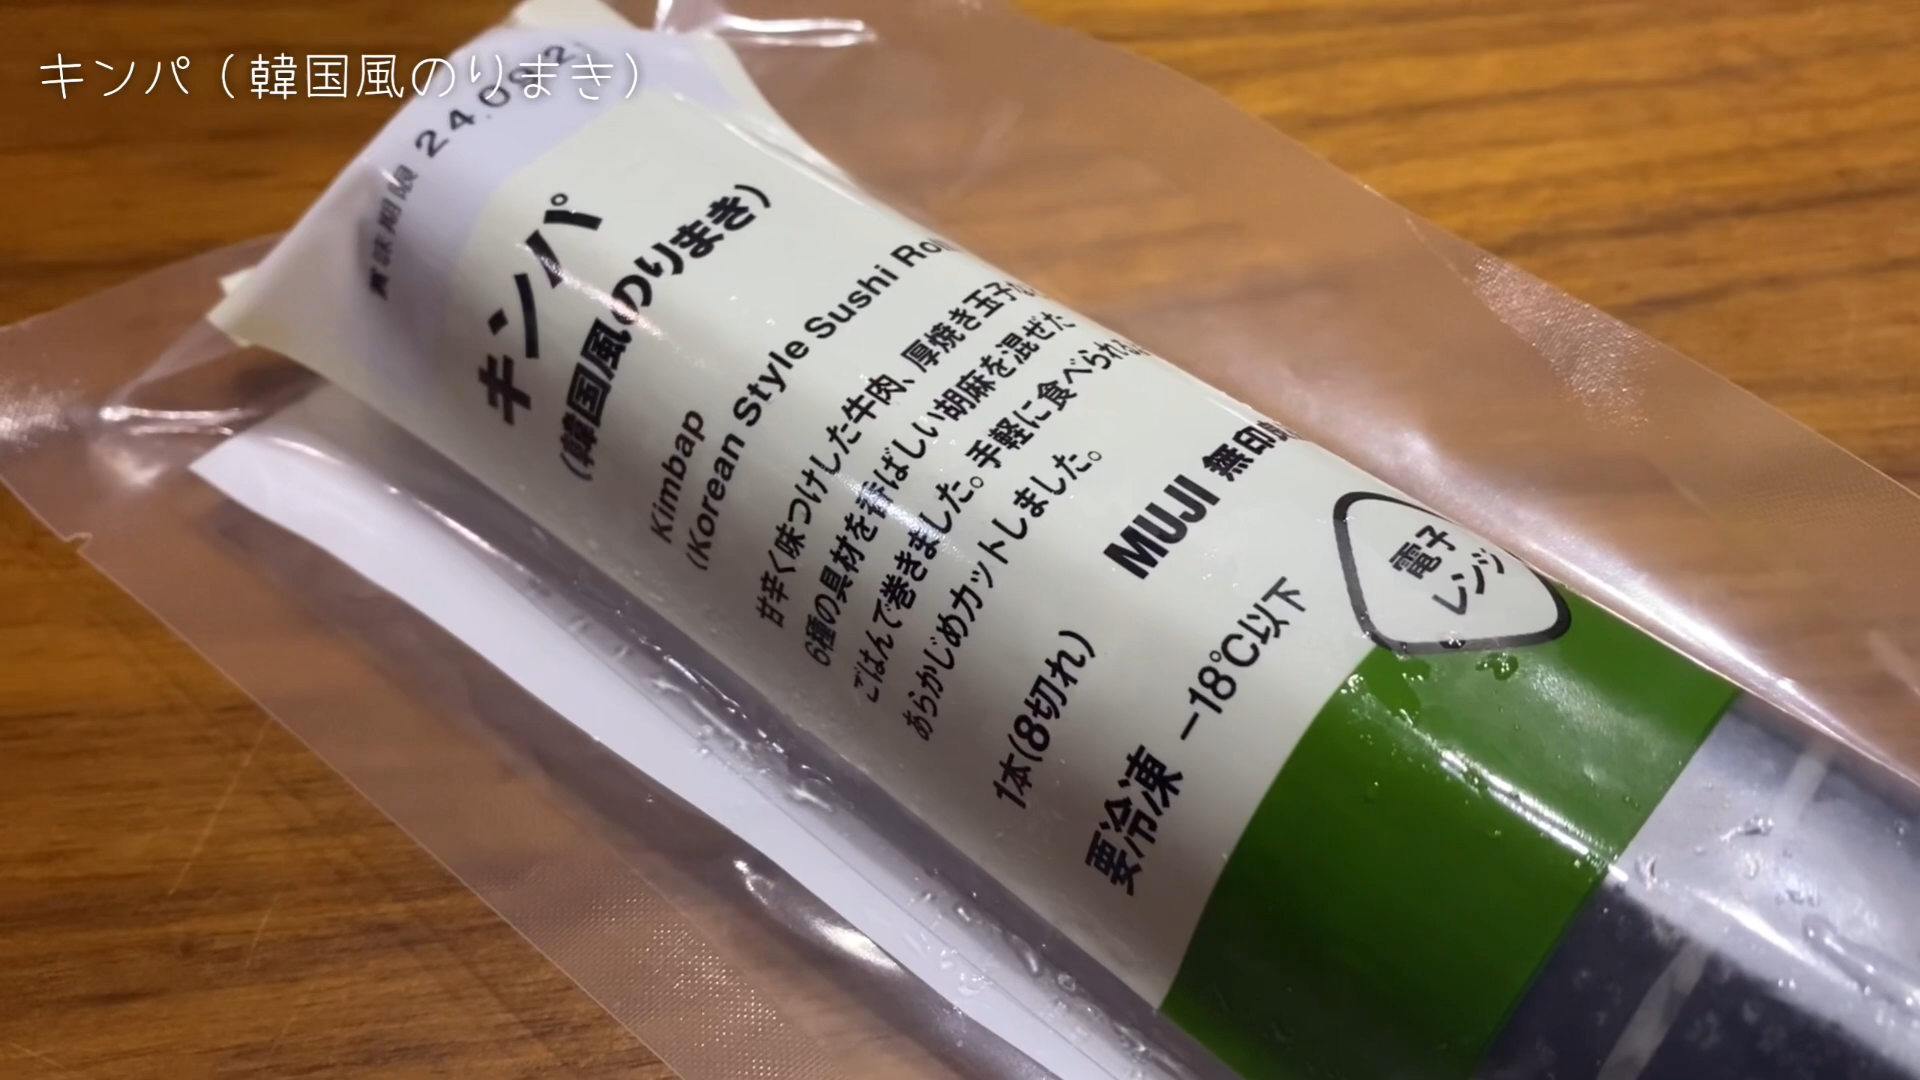 キンパ（韓国風のりまき）
賞味期限 24.09
キンパ
(韓国風のりまき)
Kimbap
(Korean Style Sushi Ro
甘辛く味つけした牛肉、厚焼き玉子
6種の具材を香ばしい胡麻を混ぜた
ごはんで巻きました。手軽に食べられ
あらかじめカットしました。
MUJI 無印
1本(8切れ)
要冷凍 −18℃以下
電子
レンジ